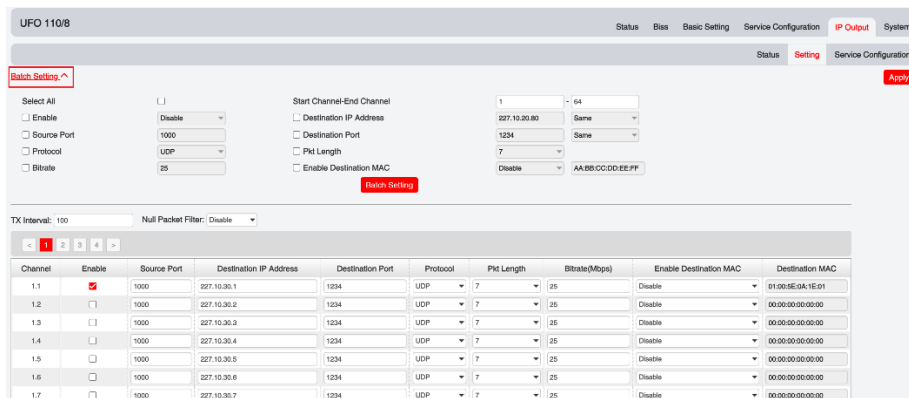 UFO 110/8
Status Biss Basic Setting Service Configuration IP Output System
Status Setting Service Configuration
Batch Setting Apply
Select All Start Channel-End Channel 1 - 64
Enable Disable Destination IP Address 227.10.20.80 Same
Source Port 1000 Destination Port 1234 Same
Protocol UDP Pkt Length 7
Bitrate 25 Enable Destination MAC Disable AA:BB:CC:DD:EE:FF
Batch Setting
TX Interval: 100 Null Packet Filter: Disable
< 1 2 3 4 >
Channel Enable Source Port Destination IP Address Destination Port Protocol Pkt Length Bitrate(Mbps) Enable Destination MAC Destination MAC
1.1 1000 227.10.30.1 1234 UDP 7 25 Disable 01:00:5E:0A:1E:01
1.2 1000 227.10.30.2 1234 UDP 7 25 Disable 00:00:00:00:00:00
1.3 1000 227.10.30.3 1234 UDP 7 25 Disable 00:00:00:00:00:00
1.4 1000 227.10.30.4 1234 UDP 7 25 Disable 00:00:00:00:00:00
1.5 1000 227.10.30.5 1234 UDP 7 25 Disable 00:00:00:00:00:00
1.6 1000 227.10.30.6 1234 UDP 7 25 Disable 00:00:00:00:00:00
1.7 1000 227.10.30.7 1234 UDP 7 25 Disable 00:00:00:00:00:00